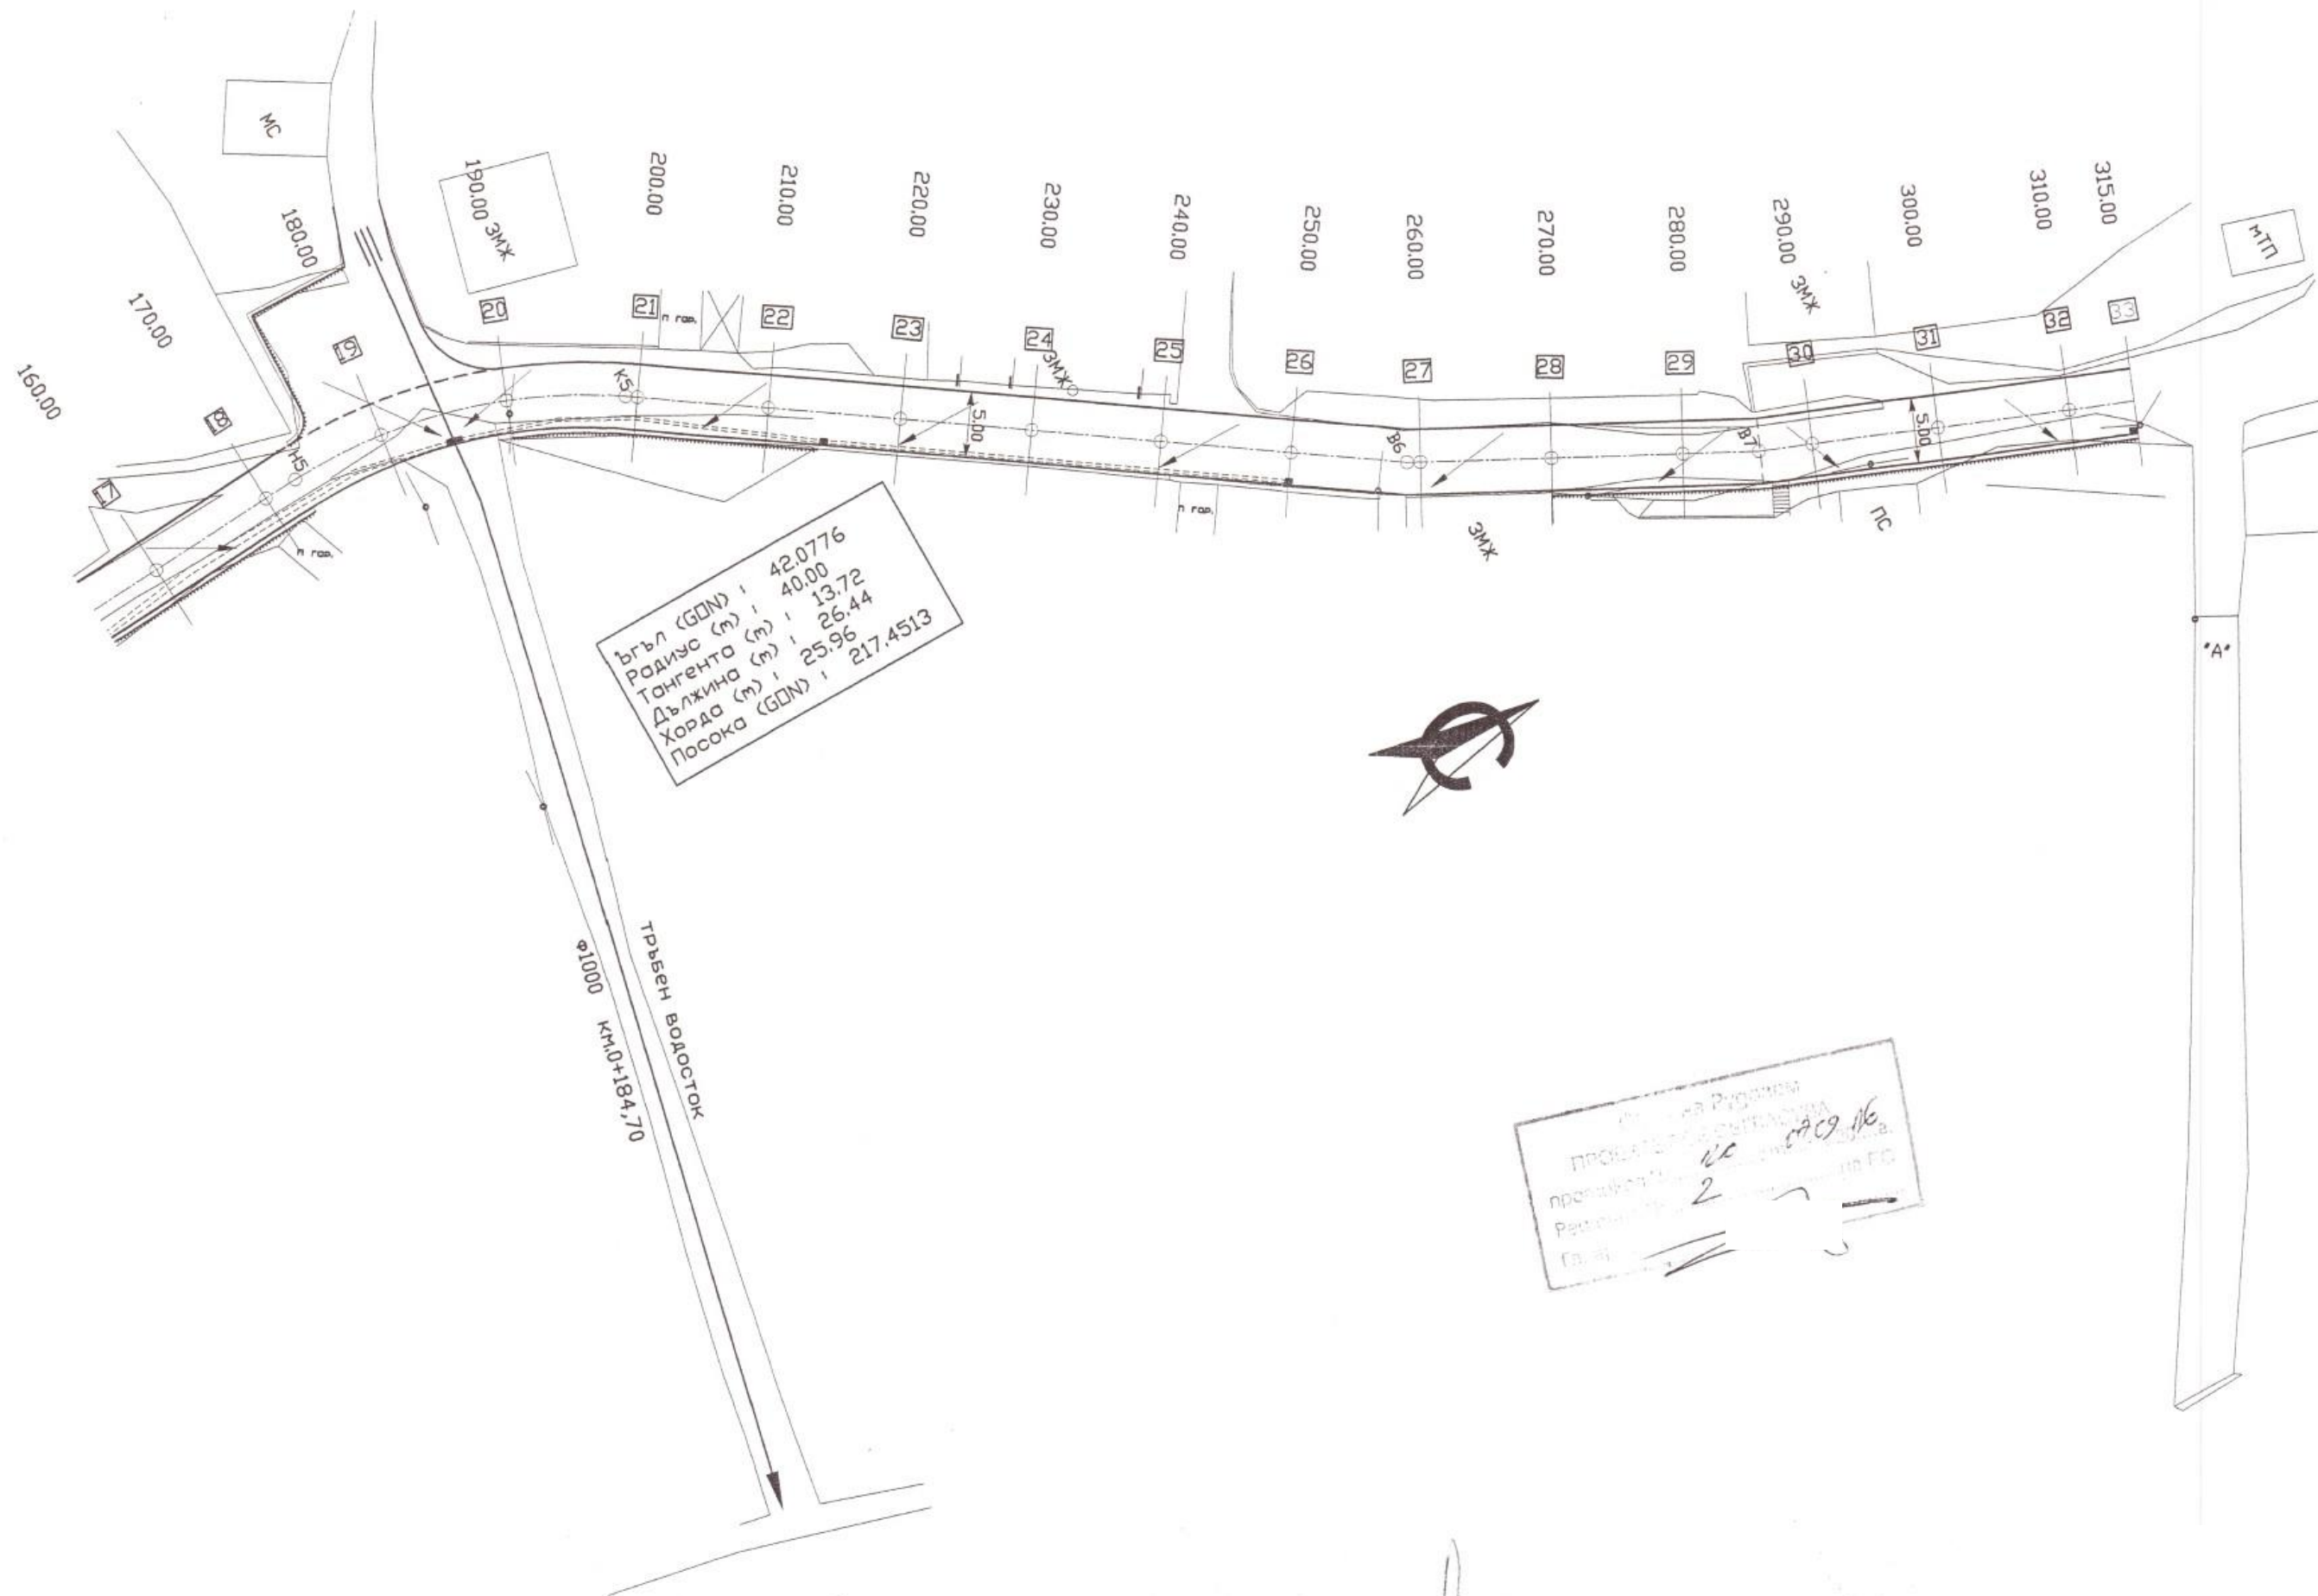 МС
190.00
ЗМЖ
200.00
210.00
220.00
230.00
240.00
250.00
260.00
270.00
280.00
290.00
ЗМЖ
300.00
310.00
315.00
МТП
180.00
170.00
160.00
17
18
19
20
21
22
23
24
25
26
27
28
29
30
31
32
33
п гор.
ЗМЖ
Н5
К5
5.00
В6
В7
5.00
п гор.
п гор.
ЗМЖ
ПС
Ъгъл (GON) : 42.0776
Радиус (m) : 40.00
Тангента (m) : 13.72
Дължина (m) : 26.44
Хорда (m) : 25.96
Посока (GON) : 217.4513
"А"
ТРЪБЕН ВОДОСТОК
Ф1000 КМ.0+184,70
2